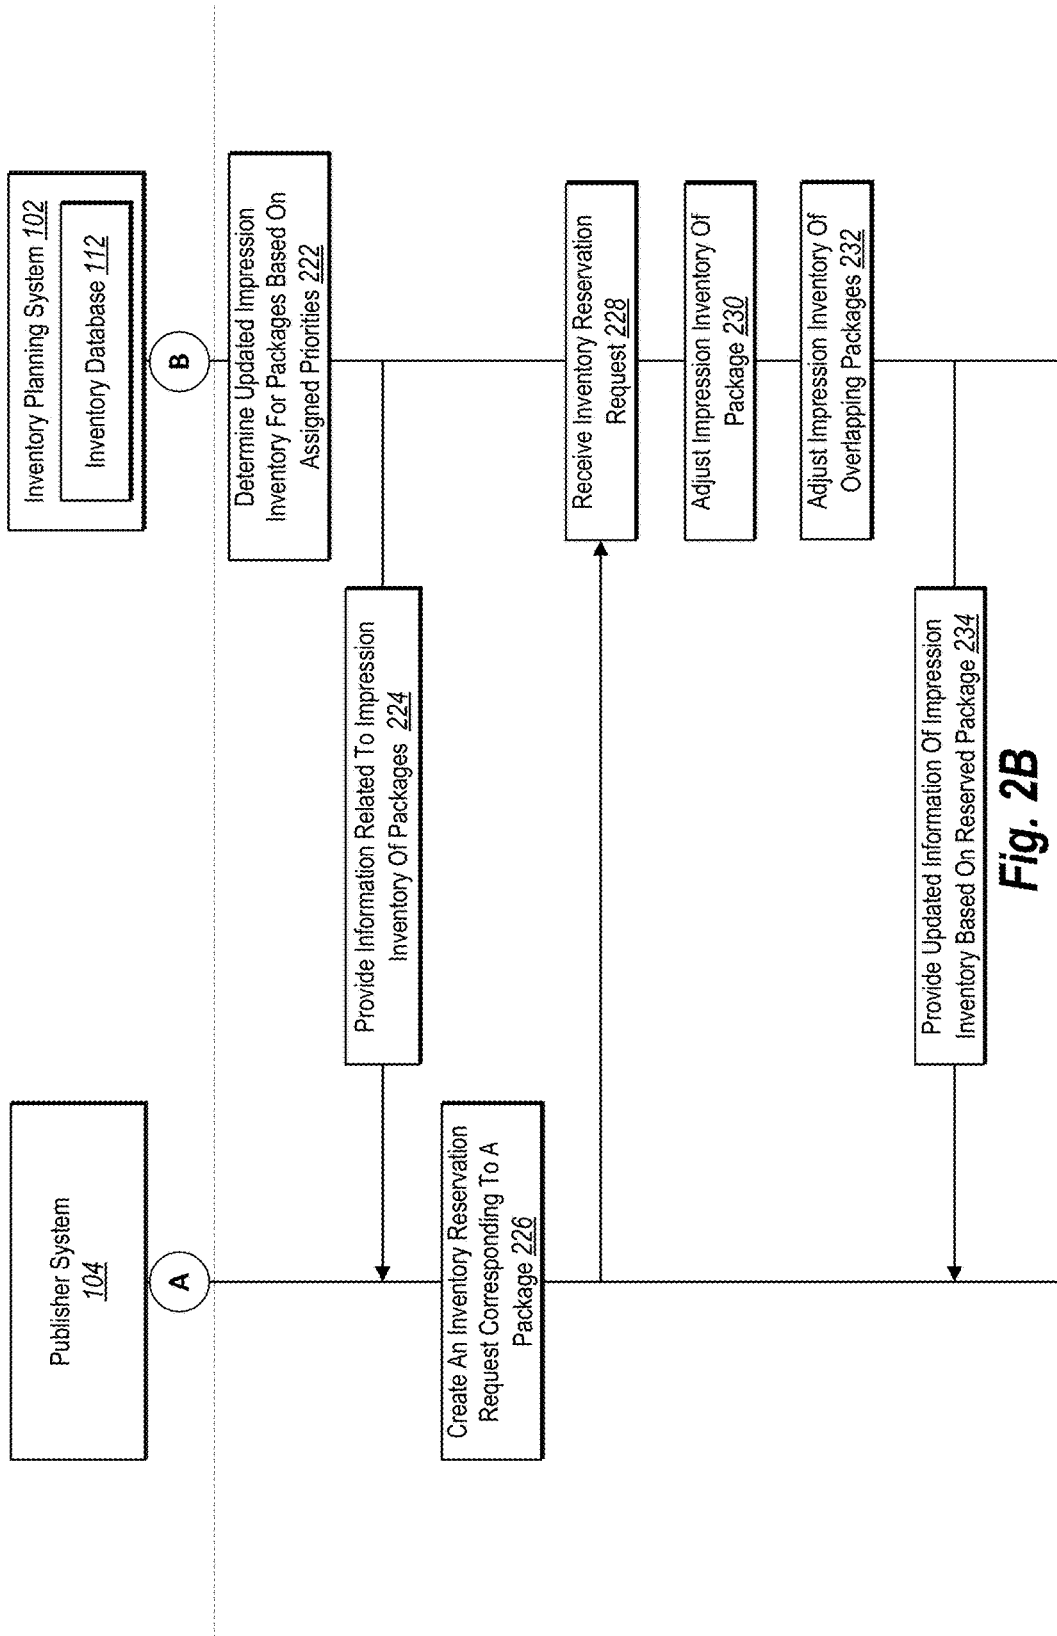 Publisher System
104
Inventory Planning System 102
Inventory Database 112
A
B
Determine Updated Impression
Inventory For Packages Based On
Assigned Priorities 222
Provide Information Related To Impression
Inventory Of Packages 224
Create An Inventory Reservation
Request Corresponding To A
Package 226
Receive Inventory Reservation
Request 228
Adjust Impression Inventory Of
Package 230
Adjust Impression Inventory Of
Overlapping Packages 232
Provide Updated Information Of Impression
Inventory Based On Reserved Package 234
Fig. 2B